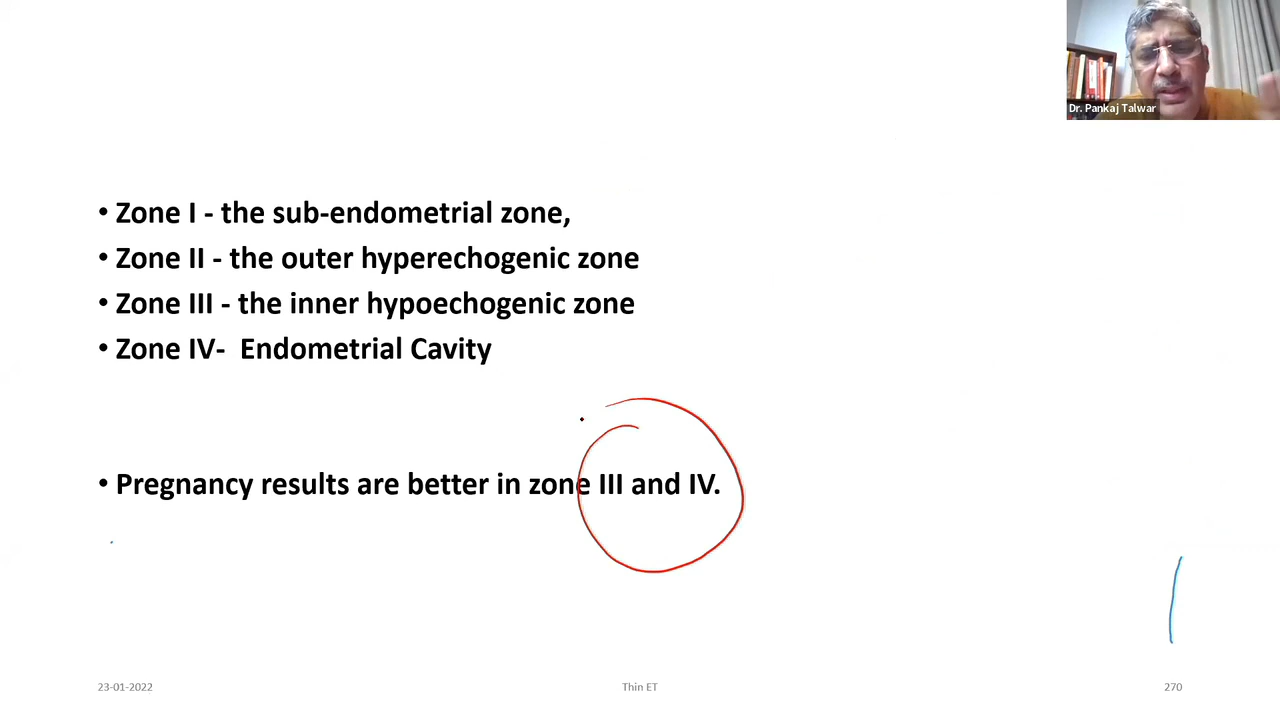 Dr. Pankaj Talwar
• Zone I - the sub-endometrial zone,
• Zone II - the outer hyperechogenic zone
• Zone III - the inner hypoechogenic zone
• Zone IV-  Endometrial Cavity
• Pregnancy results are better in zone III and IV.
23-01-2022
Thin ET
270